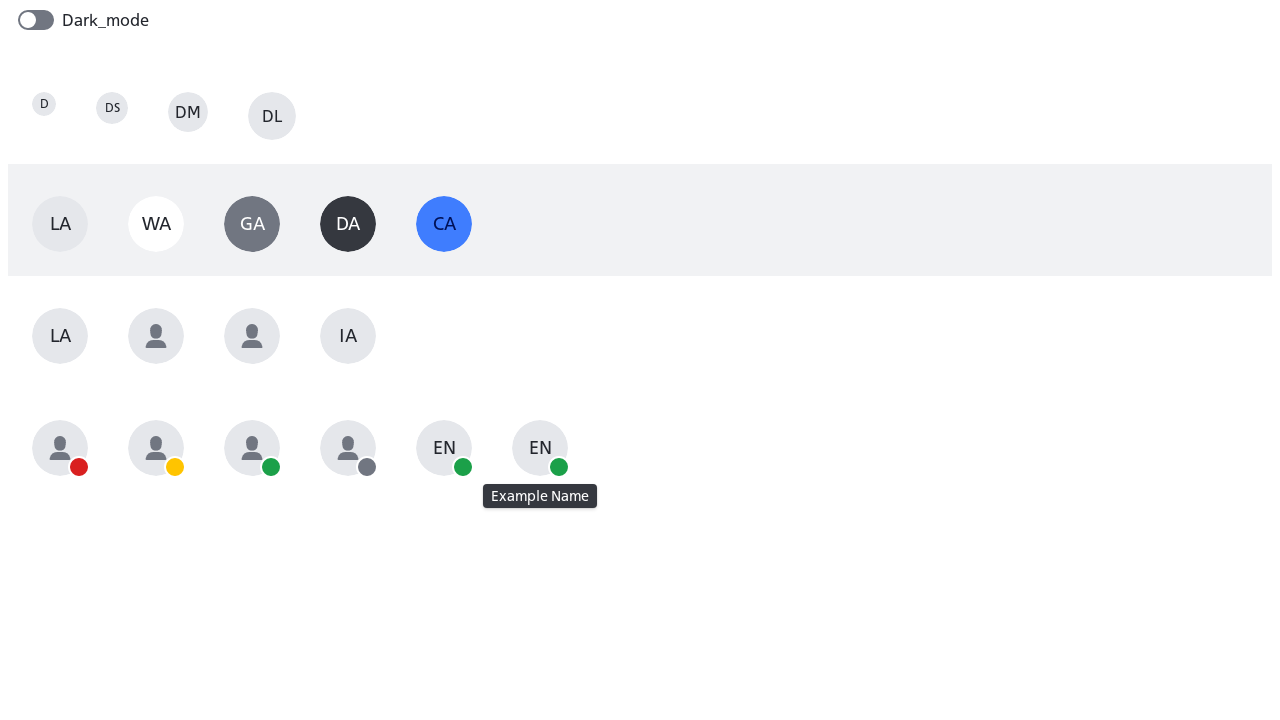 Dark_mode
D DS DM DL
LA WA GA DA CA
LA IA
EN EN
Example Name